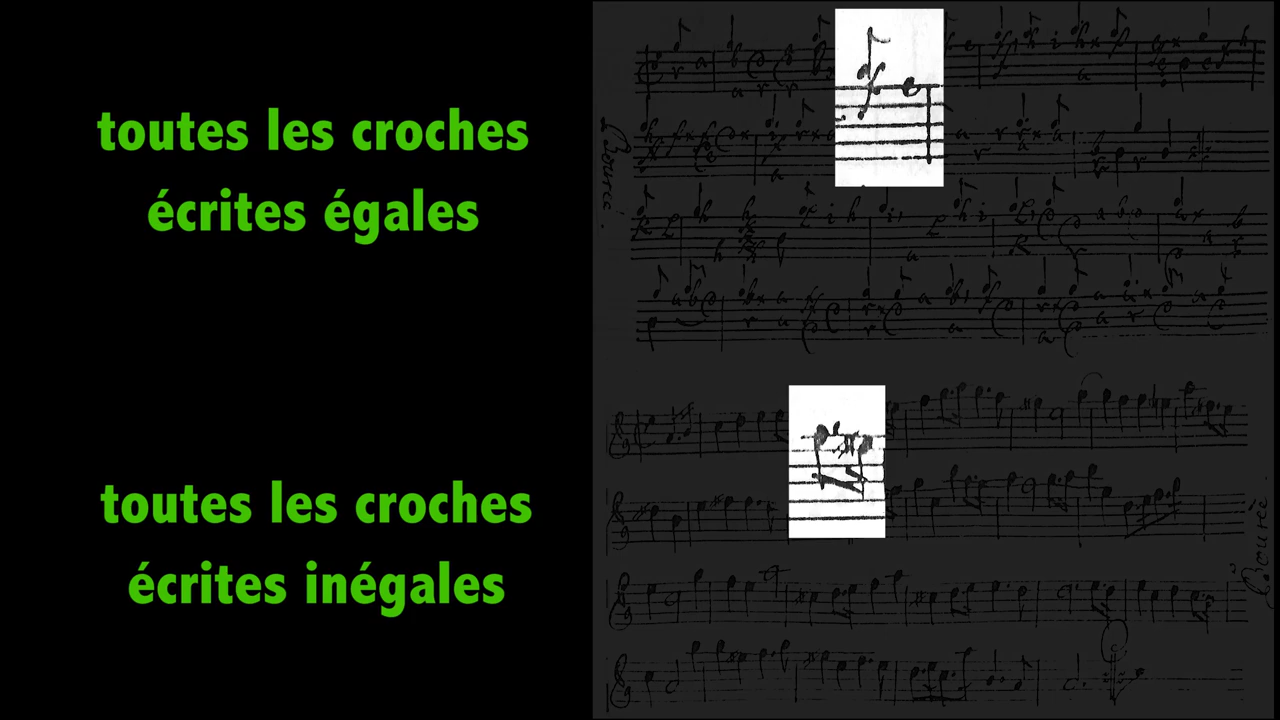 toutes les croches
écrites égales
toutes les croches
écrites inégales